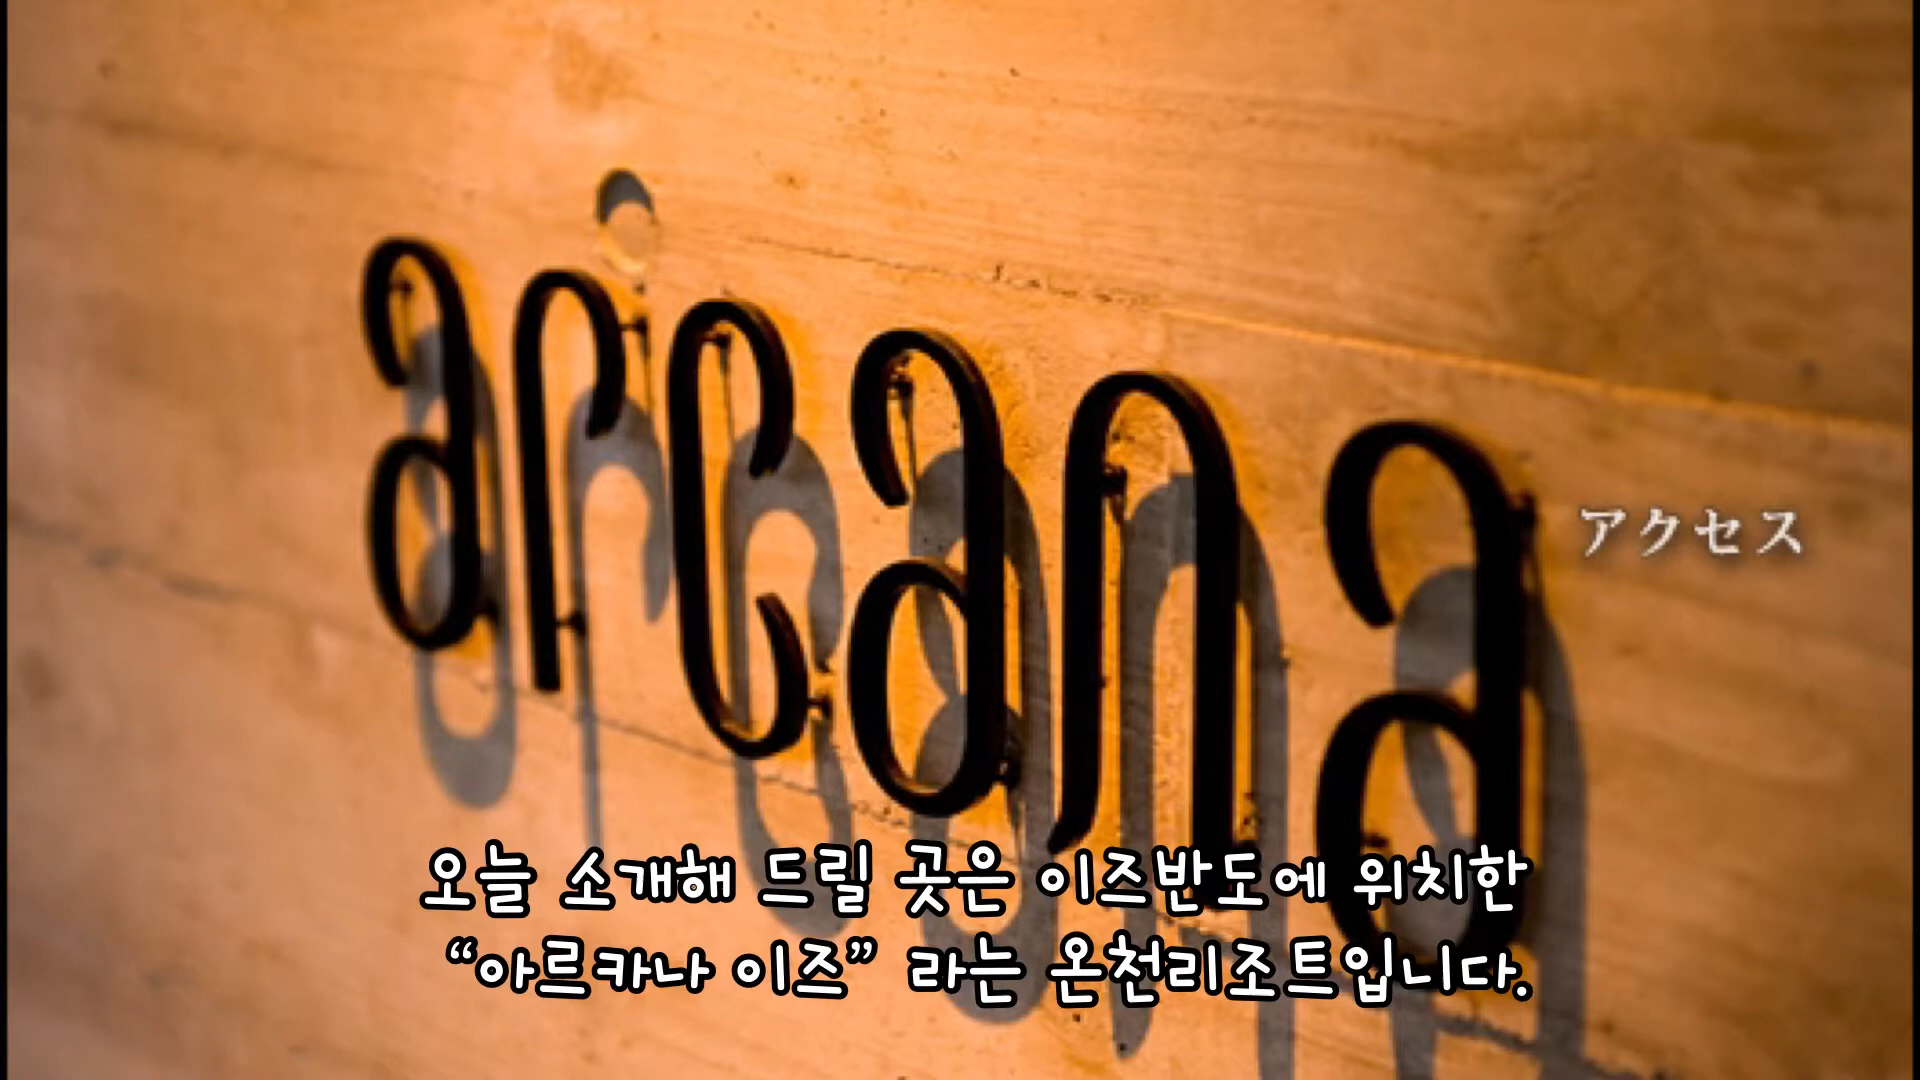 arcana
アクセス
오늘 소개해 드릴 곳은 이즈반도에 위치한
“아르카나 이즈” 라는 온천리조트입니다.